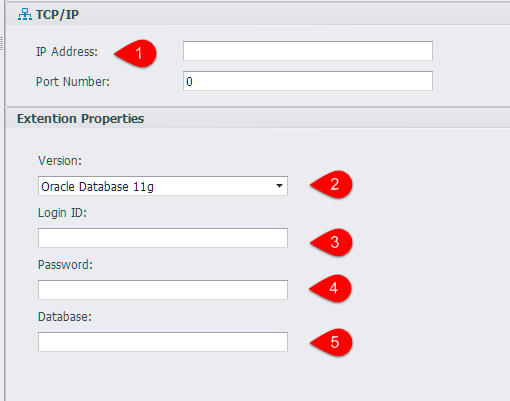 TCP/IP
IP Address: 1
Port Number: 0
Extention Properties
Version:
Oracle Database 11g 2
Login ID:
3
Password:
4
Database:
5